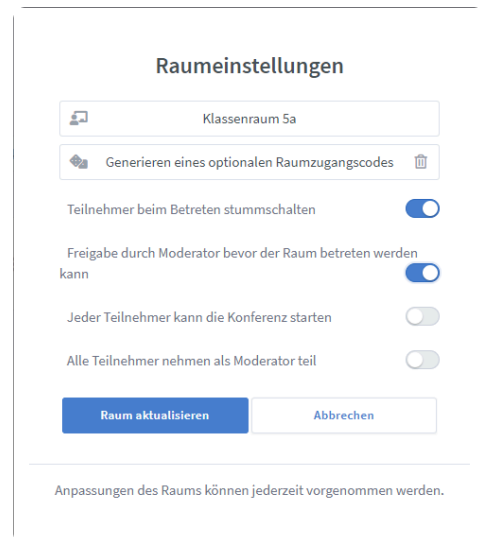 Raumeinstellungen
Klassenraum 5a
Generieren eines optionalen Raumzugangscodes
Teilnehmer beim Betreten stummschalten
Freigabe durch Moderator bevor der Raum betreten werden
kann
Jeder Teilnehmer kann die Konferenz starten
Alle Teilnehmer nehmen als Moderator teil
Raum aktualisieren Abbrechen
Anpassungen des Raums können jederzeit vorgenommen werden.